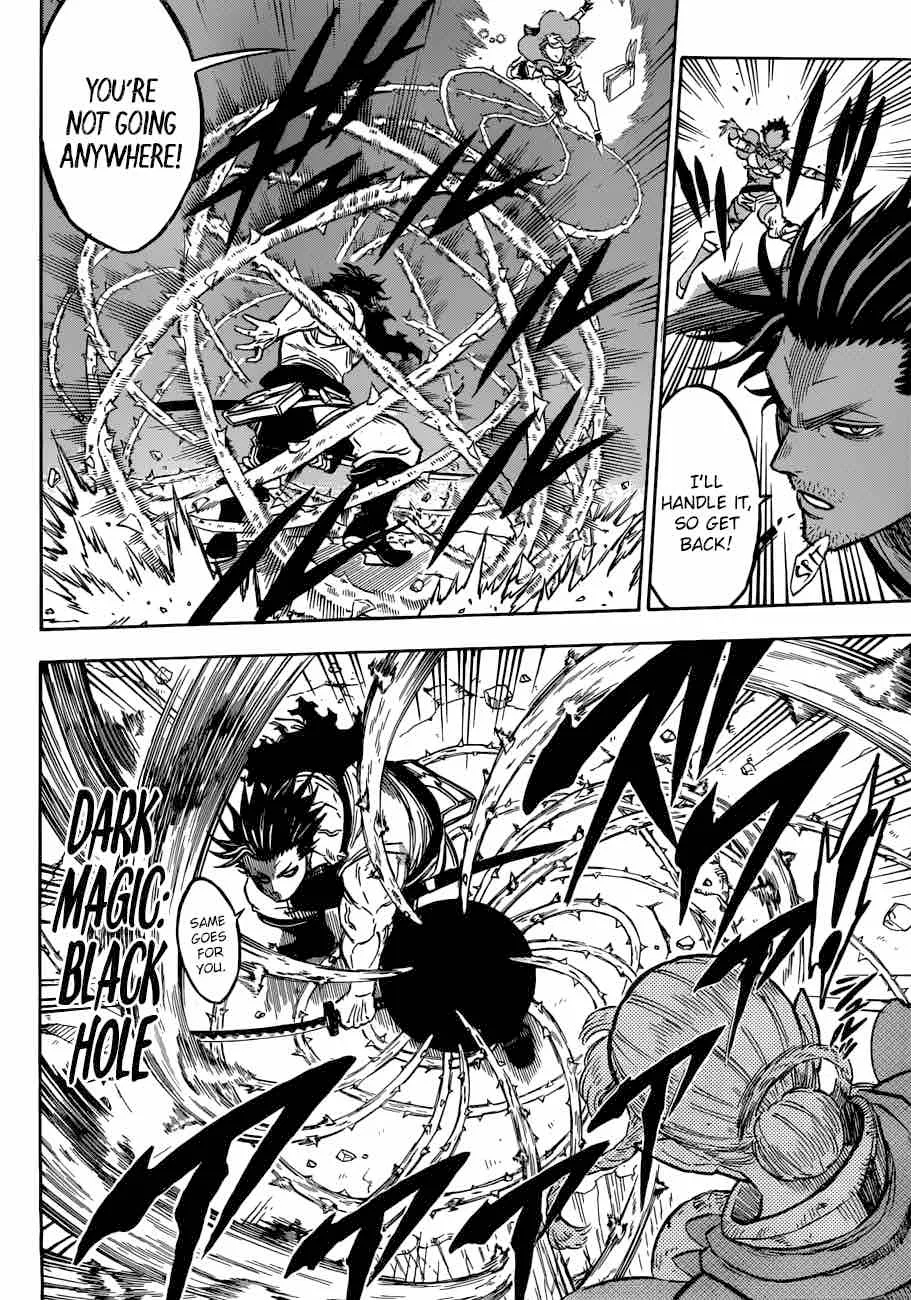 I'LL
HANDLE IT,
SO GET
BACK!
YOU'RE
NOT GOING
ANYWHERE!
SAME
GOES
FOR
YOU.
DARK
MAGIC:
BLACK
HOLE